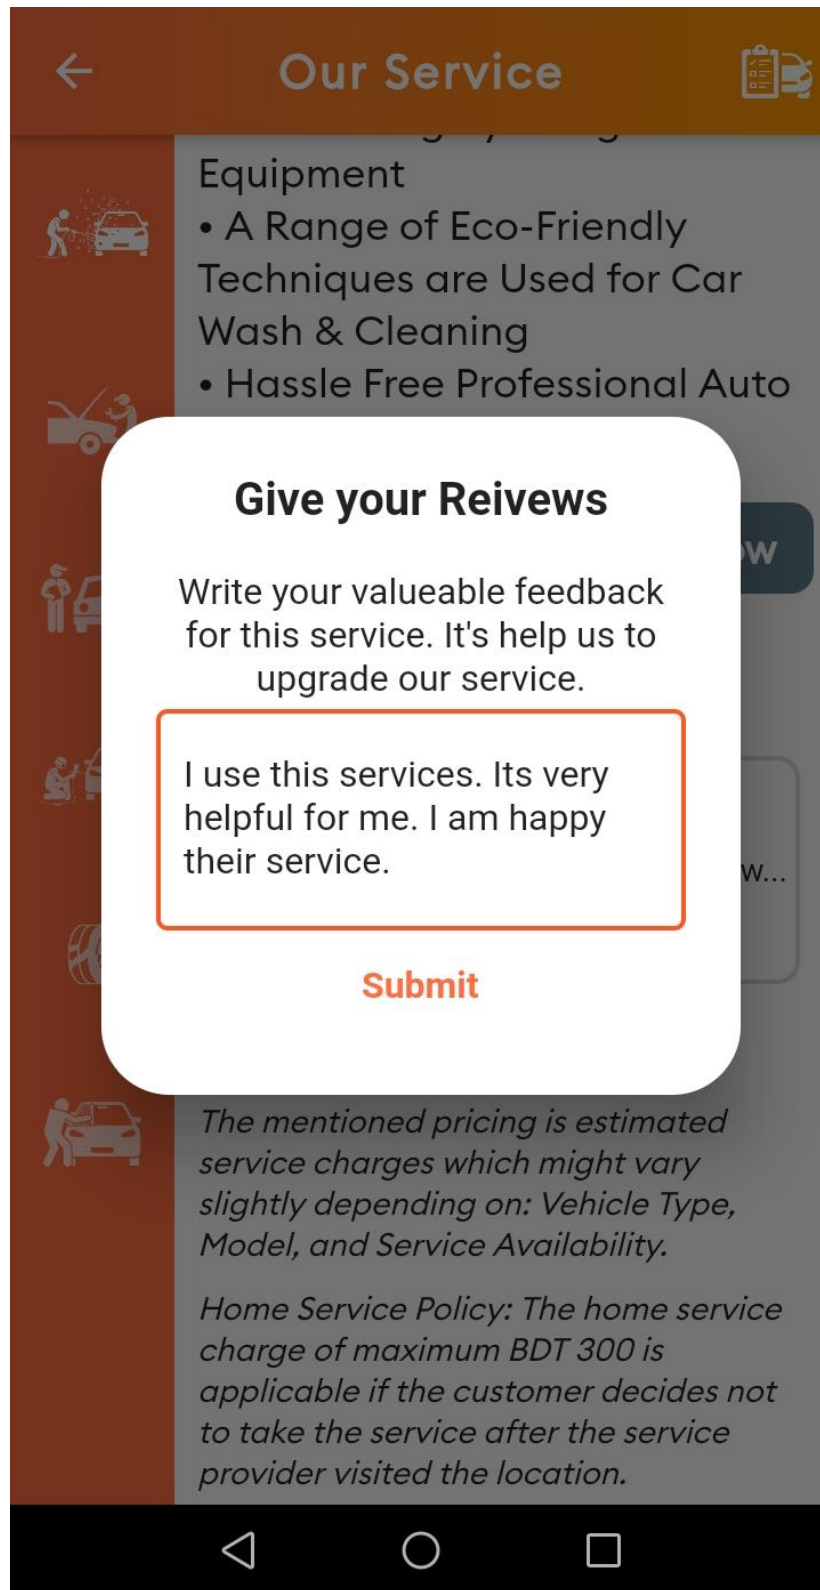 Our Service
Equipment
• A Range of Eco-Friendly
Techniques are Used for Car
Wash & Cleaning
• Hassle Free Professional Auto
Give your Reivews
Write your valueable feedback
for this service. It's help us to
upgrade our service.
I use this services. Its very
helpful for me. I am happy
their service.
Submit
The mentioned pricing is estimated
service charges which might vary
slightly depending on: Vehicle Type,
Model, and Service Availability.
Home Service Policy: The home service
charge of maximum BDT 300 is
applicable if the customer decides not
to take the service after the service
provider visited the location.